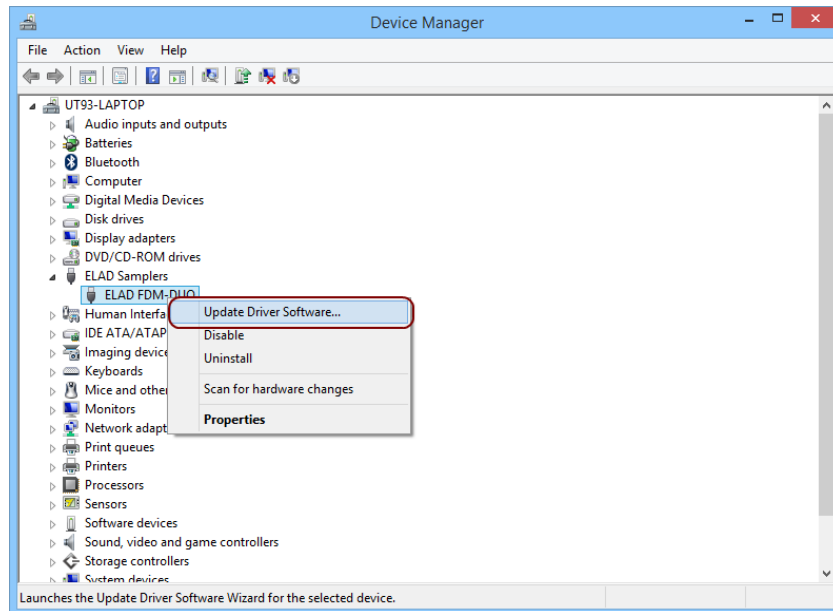 Device Manager
File Action View Help
UT93-LAPTOP
Audio inputs and outputs
Batteries
Bluetooth
Computer
Digital Media Devices
Disk drives
Display adapters
DVD/CD-ROM drives
ELAD Samplers
ELAD FDM-DUO
Human Interfa
Update Driver Software...
IDE ATA/ATAP
Disable
Imaging device
Uninstall
Keyboards
Mice and other
Scan for hardware changes
Monitors
Network adapt
Properties
Print queues
Printers
Processors
Sensors
Software devices
Sound, video and game controllers
Storage controllers
System devices
Launches the Update Driver Software Wizard for the selected device.